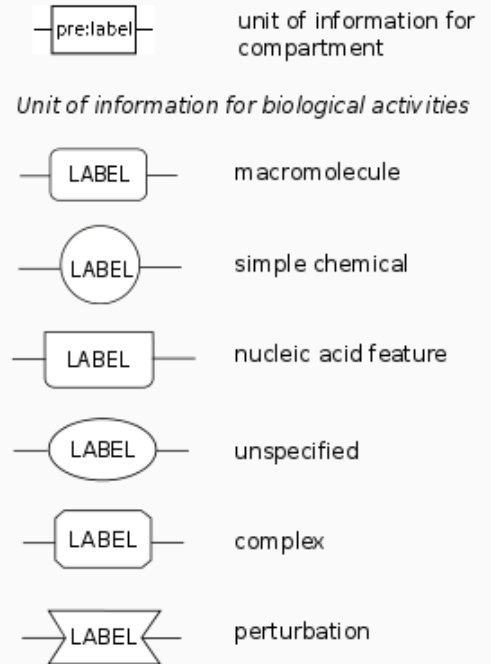 pre:label
unit of information for
compartment
Unit of information for biological activities
LABEL macromolecule
LABEL simple chemical
LABEL nucleic acid feature
LABEL unspecified
LABEL complex
LABEL perturbation